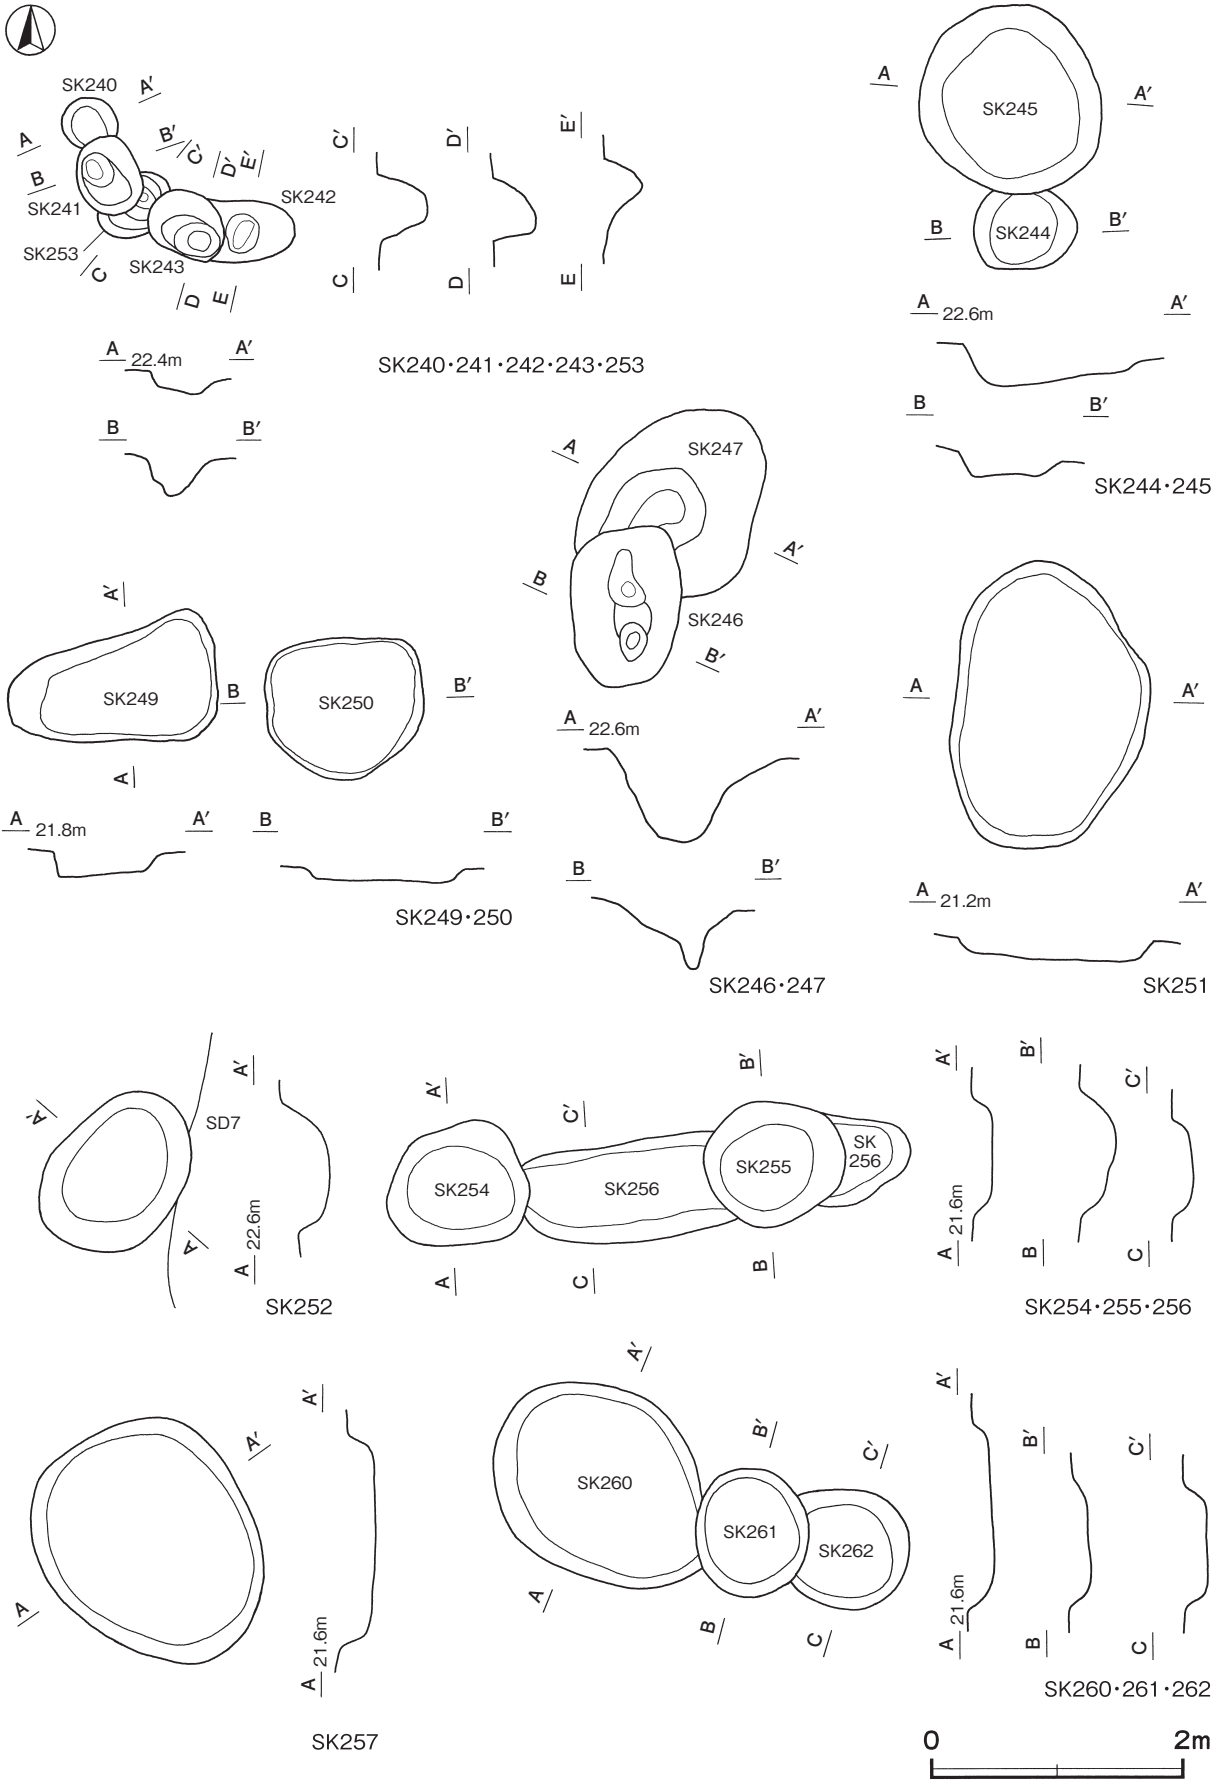 SK240
A′
A
B′
C′
D′
E′
B
SK242
SK241
SK253
SK243
C
D
E
C′
D′
E′
C
D
E
A 22.4m
A′
B
B′
SK240・241・242・243・253
A
SK245
A′
B
SK244
B′
A 22.6m
A′
B
B′
SK244・245
A
SK247
A′
B
SK246
B′
A 22.6m
A′
B
B′
SK246・247
A′
SK249
B
SK250
B′
A
A 21.8m
A′
B
B′
SK249・250
A
A′
A 21.2m
A′
SK251
A′
SD7
A
A′
A 22.6m
SK252
A′
C′
B′
SK254
SK256
SK255
SK
256
A
C
B
A′
B′
C′
A 21.6m
B
C
SK254・255・256
A′
A
A′
A 21.6m
SK257
A′
SK260
B′
SK261
C′
SK262
A
B
C
A′
B′
C′
A 21.6m
B
C
SK260・261・262
0 2m